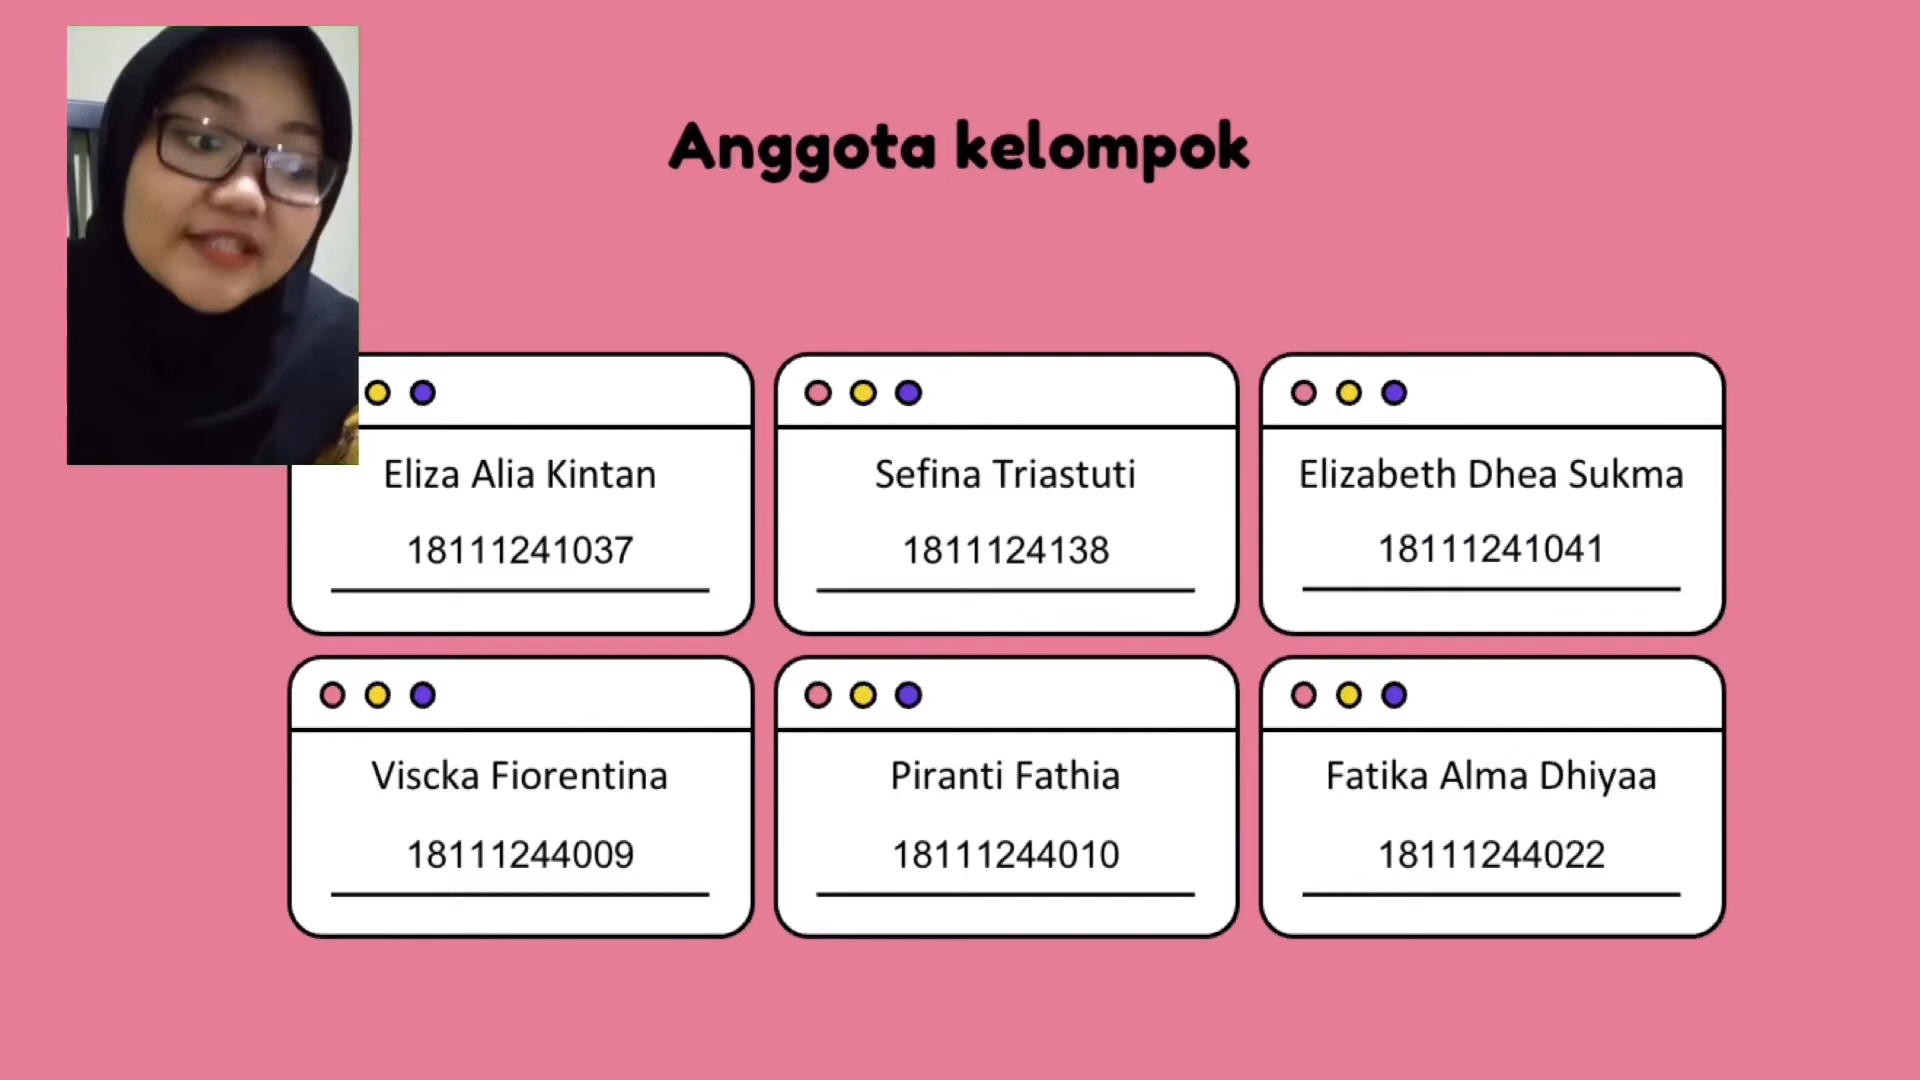 Anggota kelompok
Eliza Alia Kintan
18111241037
Sefina Triastuti
1811124138
Elizabeth Dhea Sukma
18111241041
Viscka Fiorentina
18111244009
Piranti Fathia
18111244010
Fatika Alma Dhiyaa
18111244022